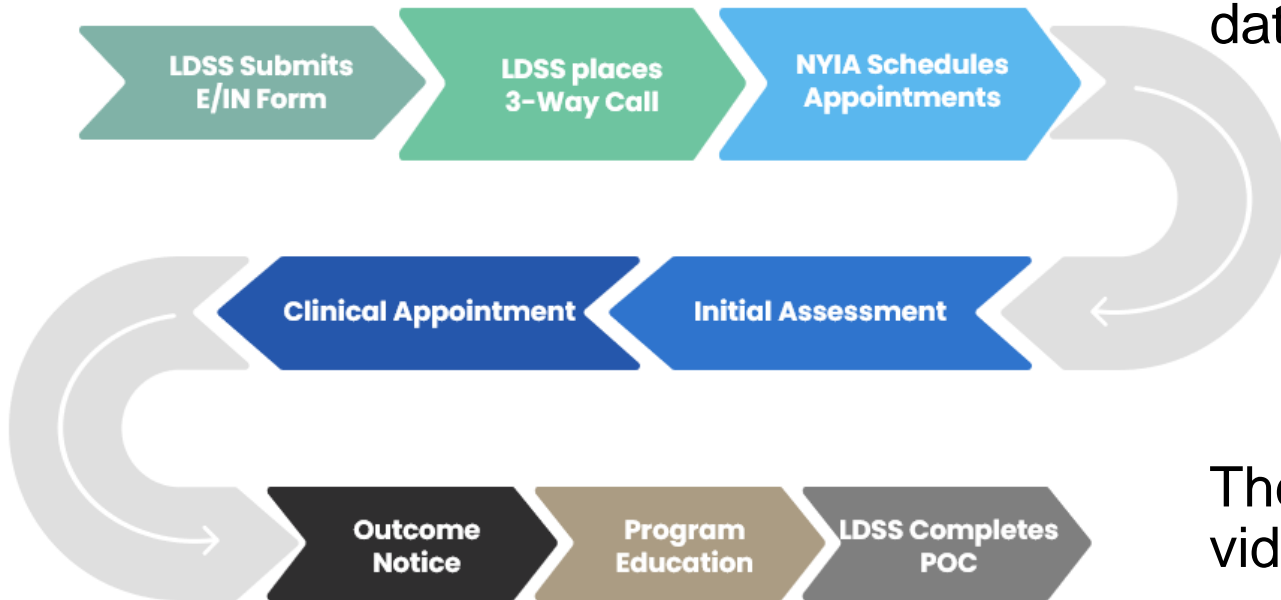 LDSS Submits
E/IN Form
LDSS places
3-Way Call
NYIA Schedules
Appointments
Initial Assessment
Clinical Appointment
Outcome
Notice
Program
Education
LDSS Completes
POC